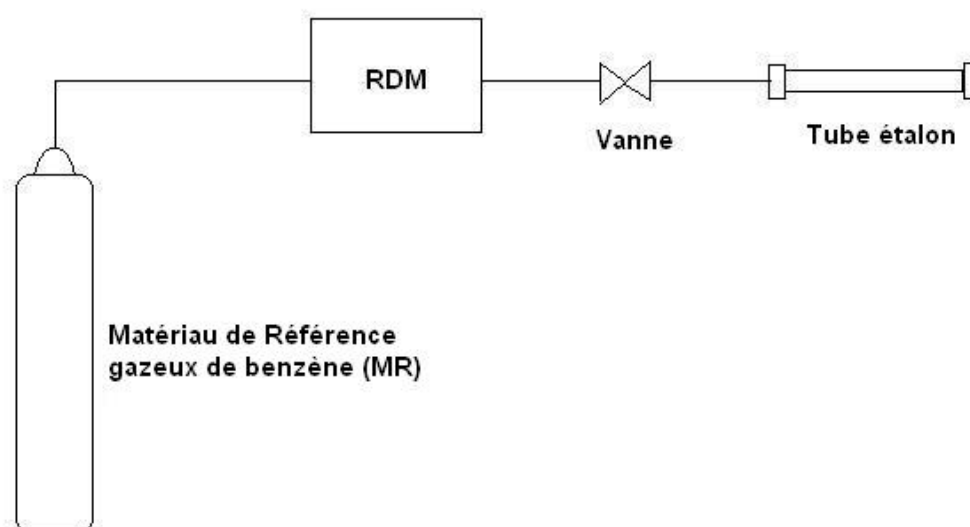 RDM
Vanne
Tube étalon
Matériau de Référence
gazeux de benzène (MR)